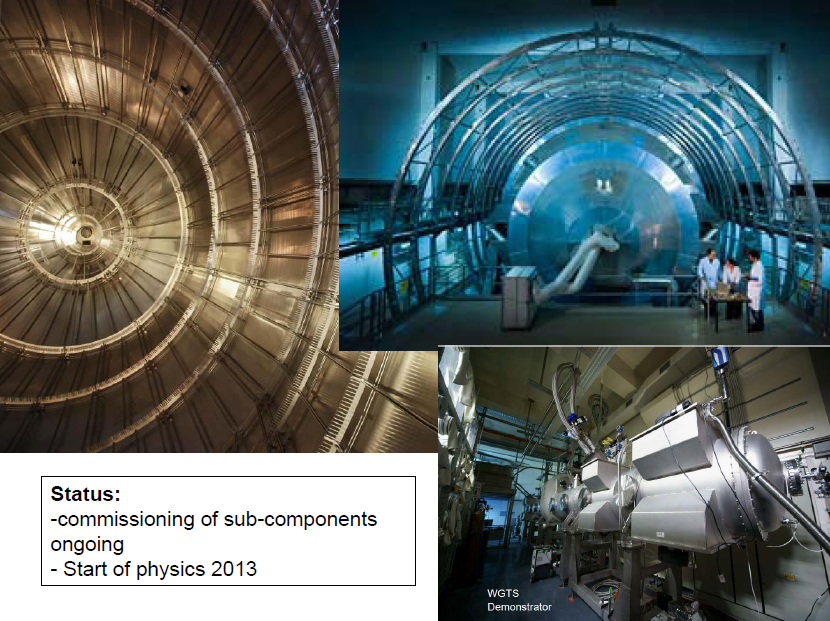 Status:
-commissioning of sub-components
ongoing
- Start of physics 2013
WGTS
Demonstrator